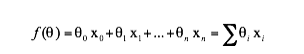 f(θ) = θ₀ x₀ + θ₁ x₁ + ... + θₙ xₙ = ∑ θᵢ xᵢ